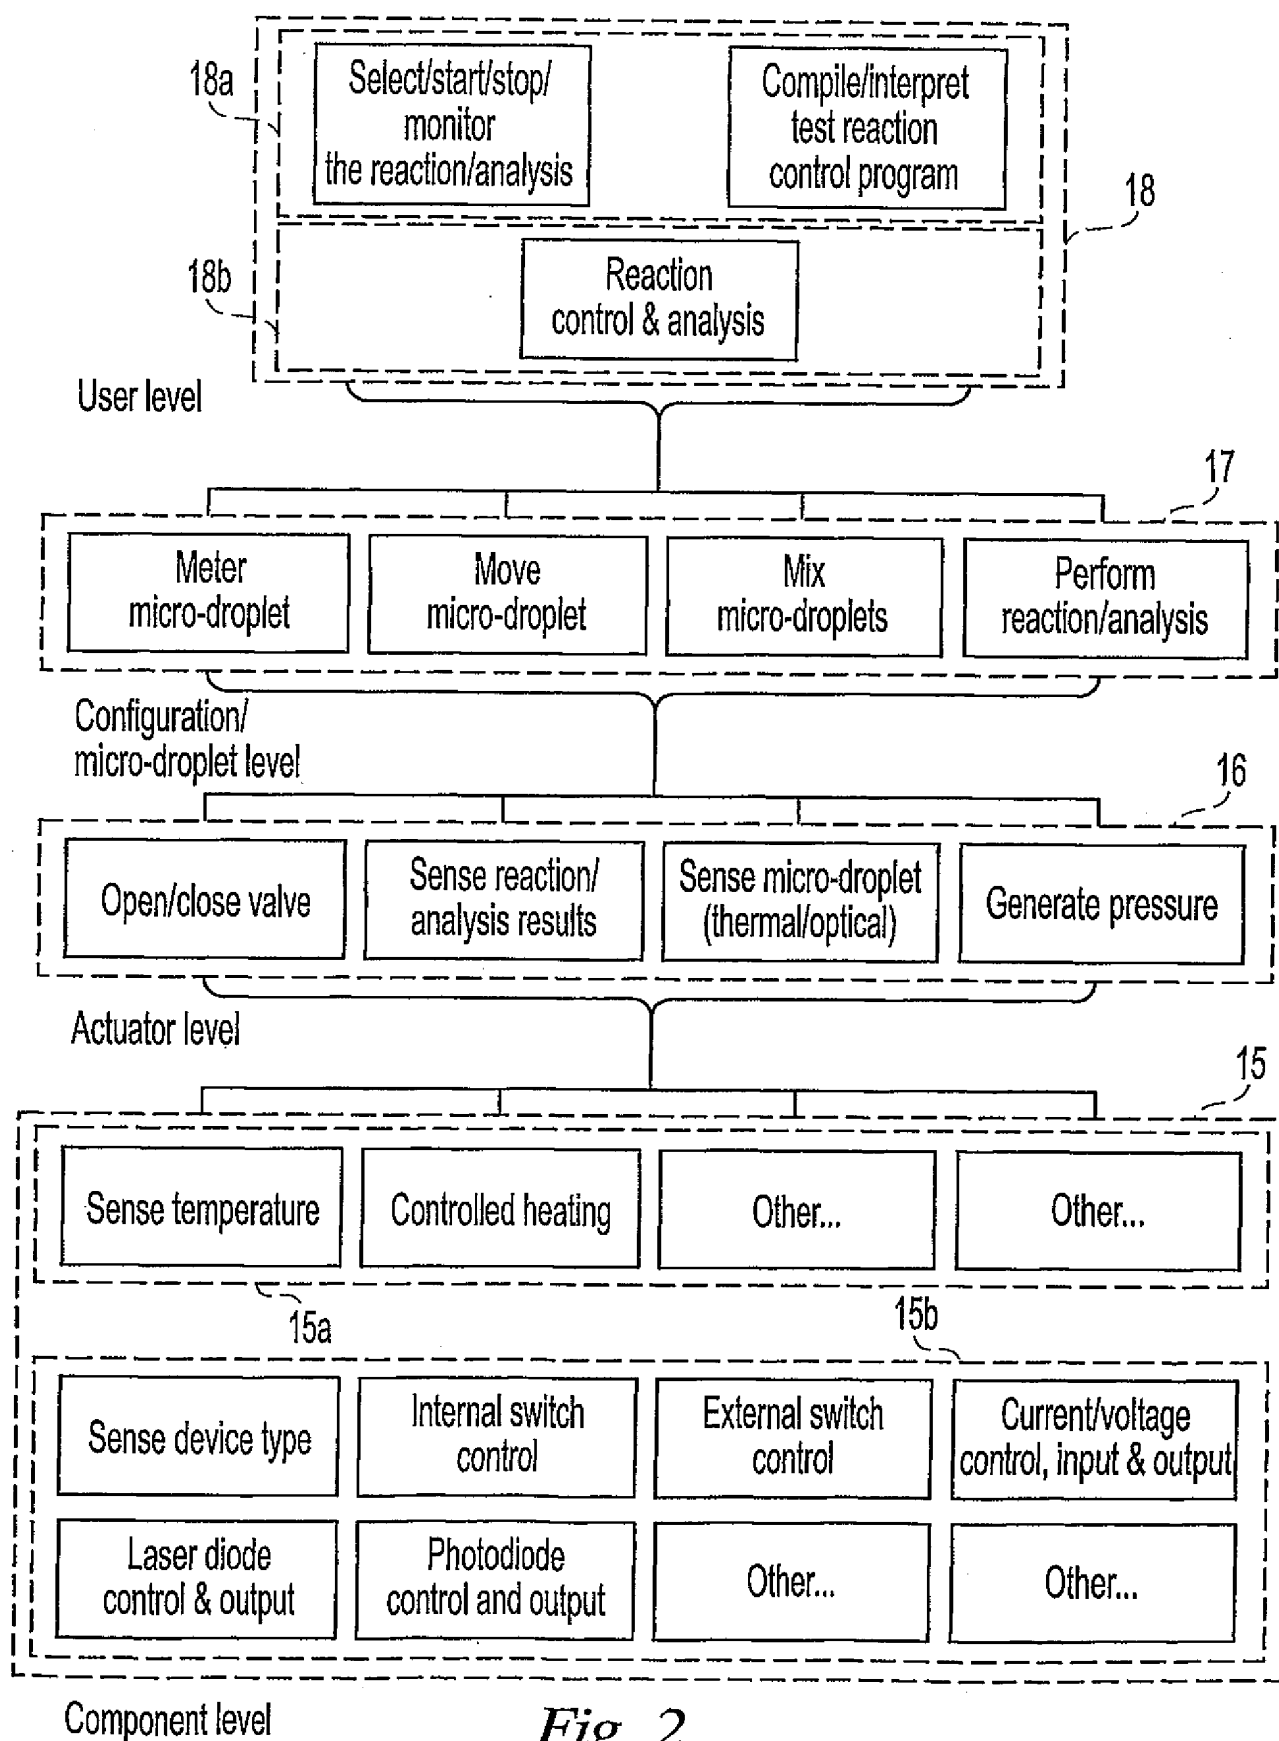 18a
Select/start/stop/
monitor
the reaction/analysis
Compile/interpret
test reaction
control program
18
18b
Reaction
control & analysis
User level
17
Meter
micro-droplet
Move
micro-droplet
Mix
micro-droplets
Perform
reaction/analysis
Configuration/
micro-droplet level
16
Open/close valve
Sense reaction/
analysis results
Sense micro-droplet
(thermal/optical)
Generate pressure
Actuator level
15
Sense temperature
Controlled heating
Other...
Other...
15a
15b
Sense device type
Internal switch
control
External switch
control
Current/voltage
control, input & output
Laser diode
control & output
Photodiode
control and output
Other...
Other...
Component level
Fig. 2